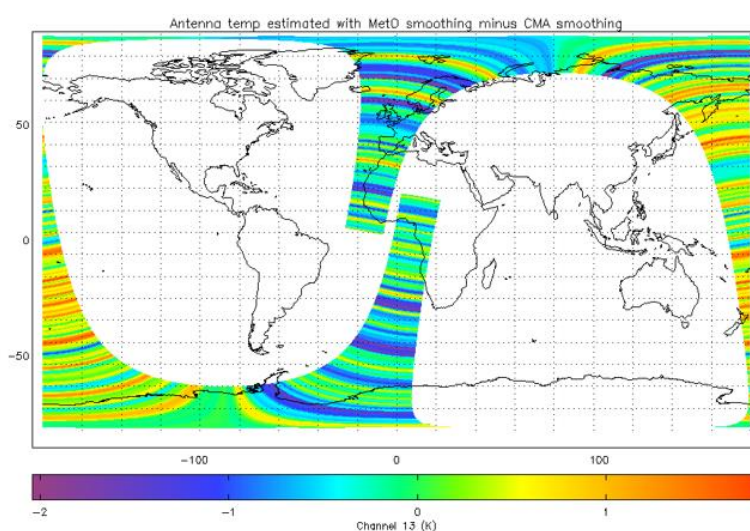 Antenna temp estimated with MetO smoothing minus CMA smoothing
50
0
-50
-100 0 100
-2 -1 0 1
Channel 13 (K)